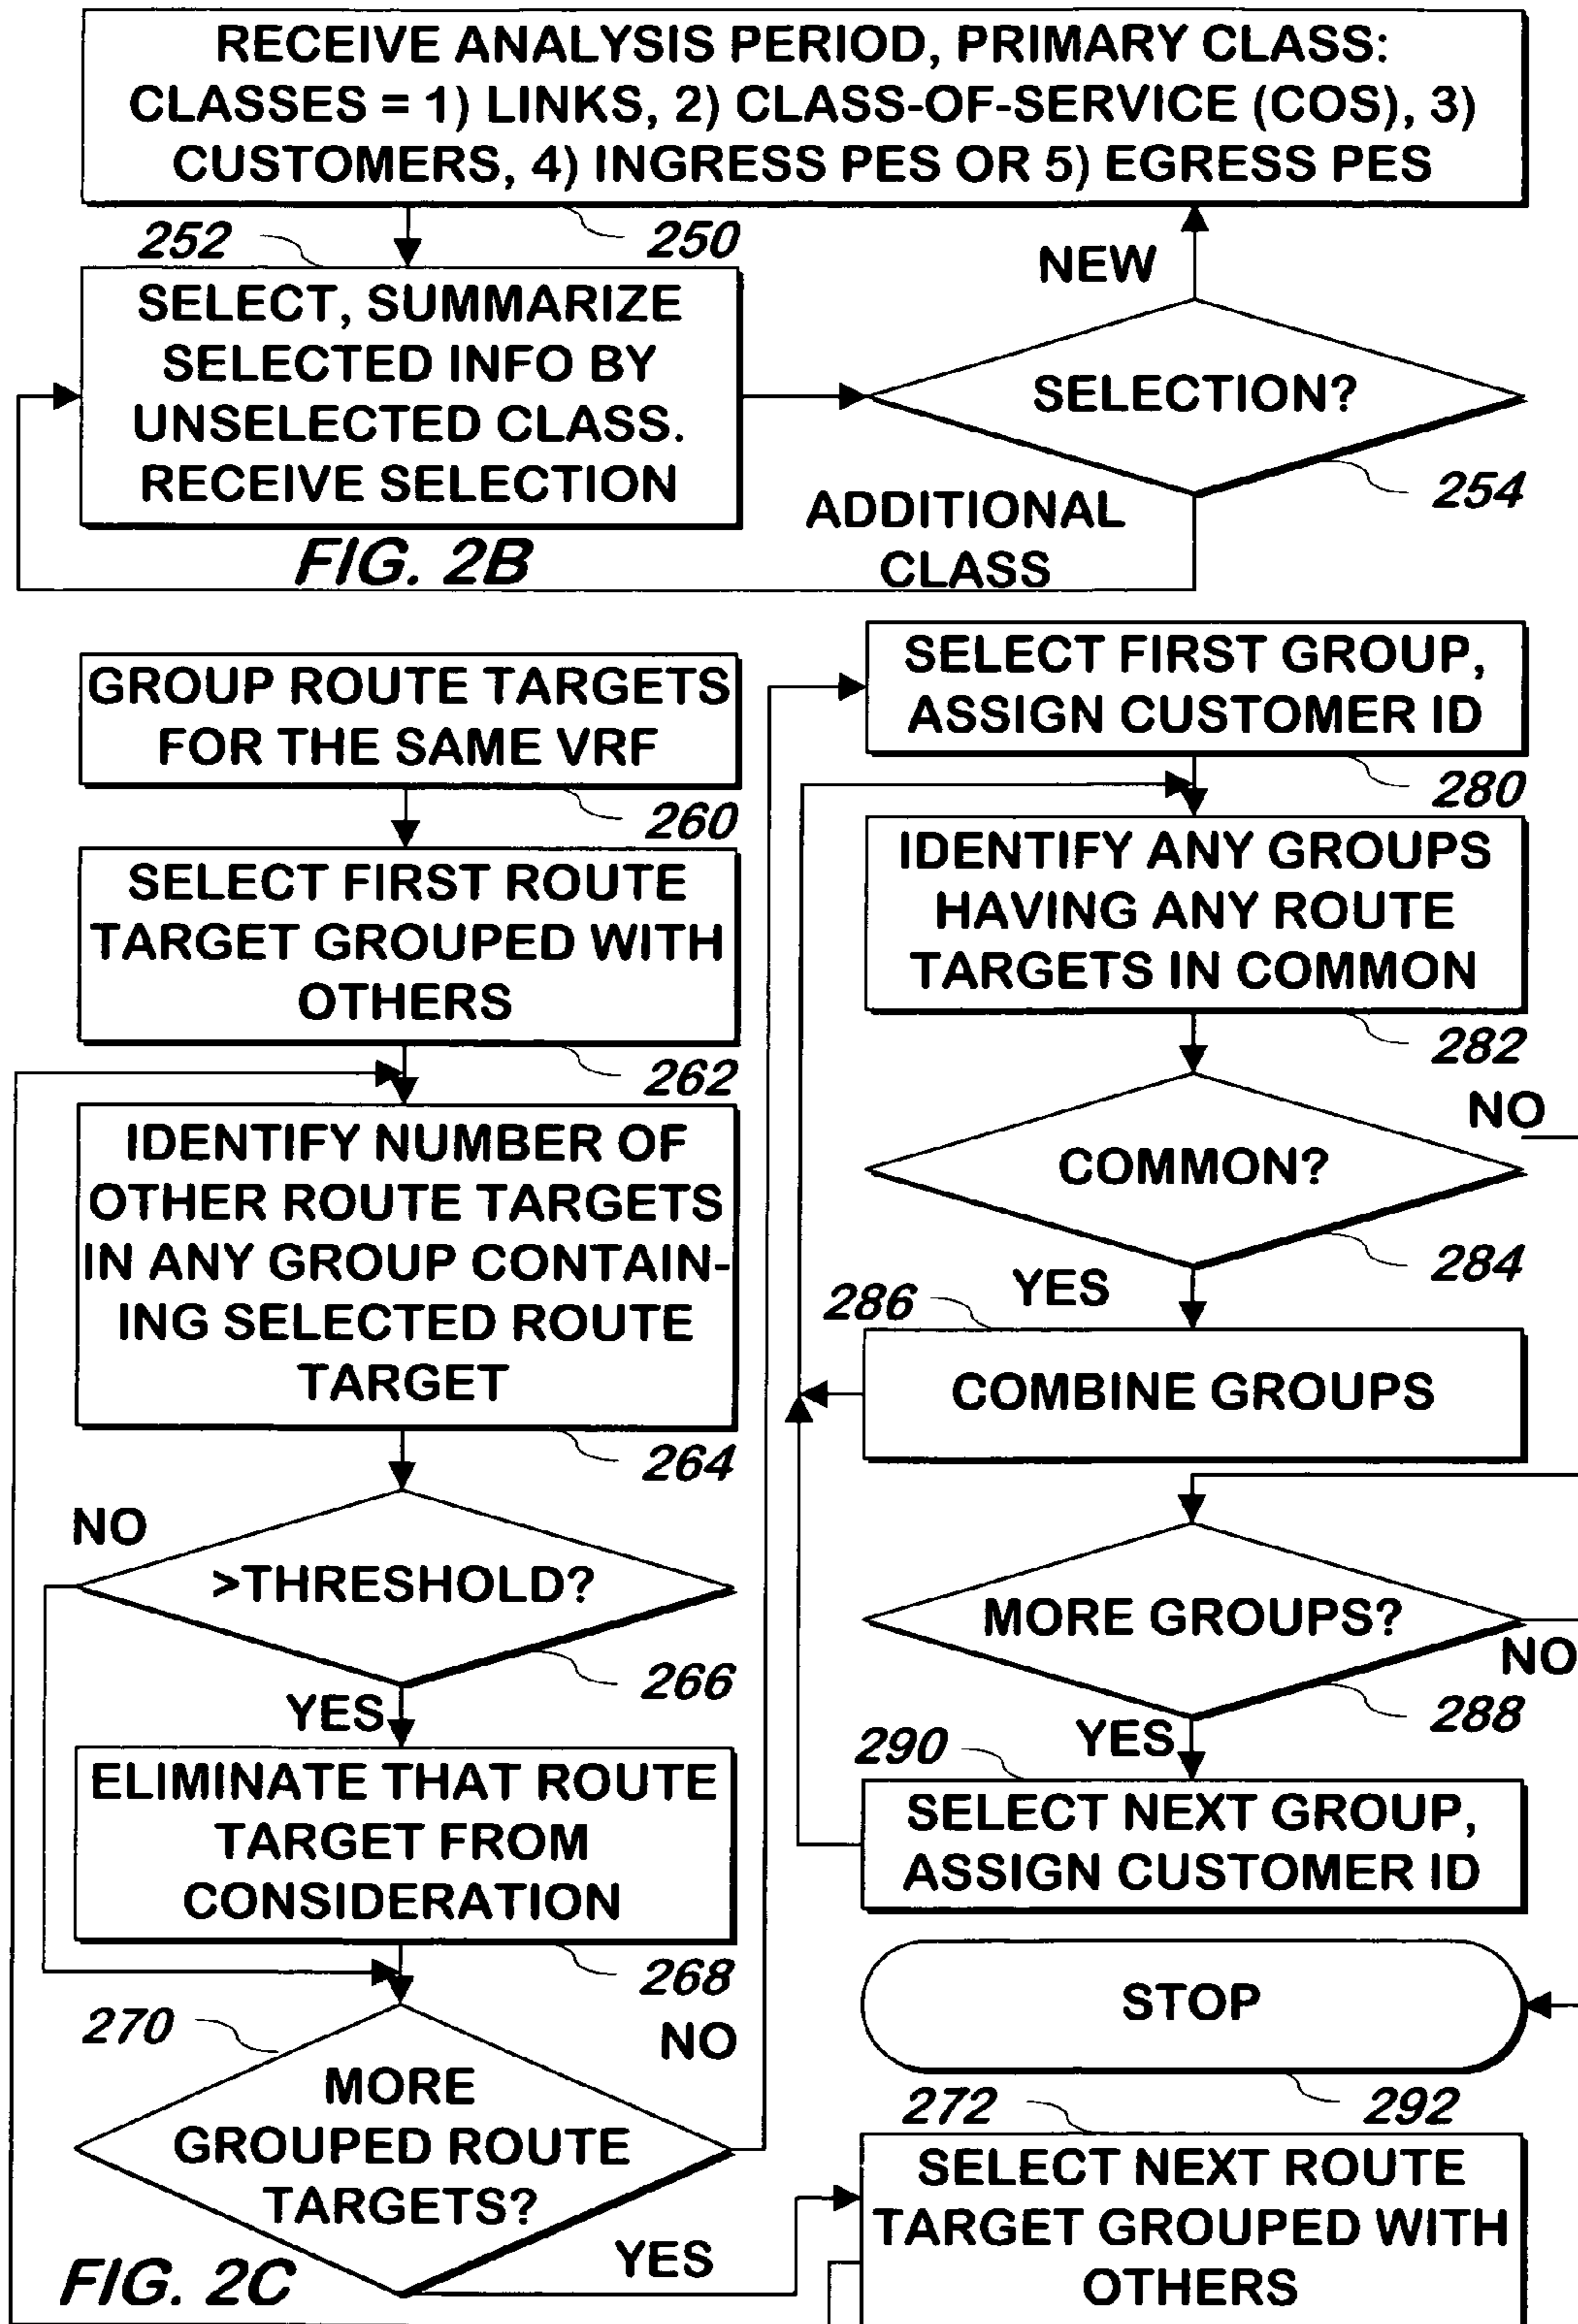 RECEIVE ANALYSIS PERIOD, PRIMARY CLASS:
CLASSES = 1) LINKS, 2) CLASS-OF-SERVICE (COS), 3)
CUSTOMERS, 4) INGRESS PES OR 5) EGRESS PES
250
252
SELECT, SUMMARIZE
SELECTED INFO BY
UNSELECTED CLASS.
RECEIVE SELECTION
NEW
SELECTION?
254
ADDITIONAL
CLASS
FIG. 2B
GROUP ROUTE TARGETS
FOR THE SAME VRF
260
SELECT FIRST ROUTE
TARGET GROUPED WITH
OTHERS
262
IDENTIFY NUMBER OF
OTHER ROUTE TARGETS
IN ANY GROUP CONTAIN-
ING SELECTED ROUTE
TARGET
264
NO
>THRESHOLD?
266
YES
ELIMINATE THAT ROUTE
TARGET FROM
CONSIDERATION
268
270
NO
MORE
GROUPED ROUTE
TARGETS?
YES
FIG. 2C
SELECT FIRST GROUP,
ASSIGN CUSTOMER ID
280
IDENTIFY ANY GROUPS
HAVING ANY ROUTE
TARGETS IN COMMON
282
NO
COMMON?
284
YES
286
COMBINE GROUPS
MORE GROUPS?
NO
288
YES
290
SELECT NEXT GROUP,
ASSIGN CUSTOMER ID
STOP
292
272
SELECT NEXT ROUTE
TARGET GROUPED WITH
OTHERS